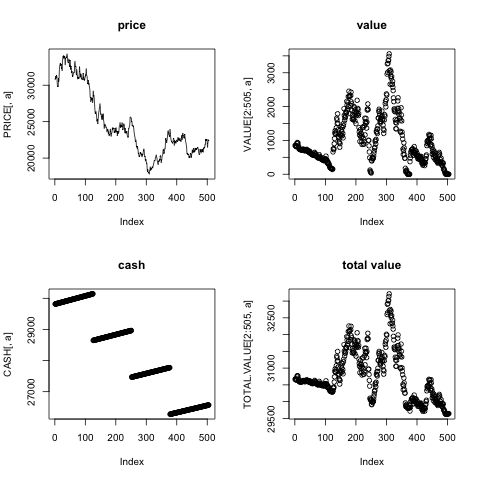 price
PRICE[, a]
20000 25000 30000
0 100 200 300 400 500
Index
value
VALUE[2:505, a]
0 1000 2000 3000
0 100 200 300 400 500
Index
cash
CASH[, a]
27000 29000
0 100 200 300 400 500
Index
total value
TOTAL.VALUE[2:505, a]
29500 31000 32500
0 100 200 300 400 500
Index